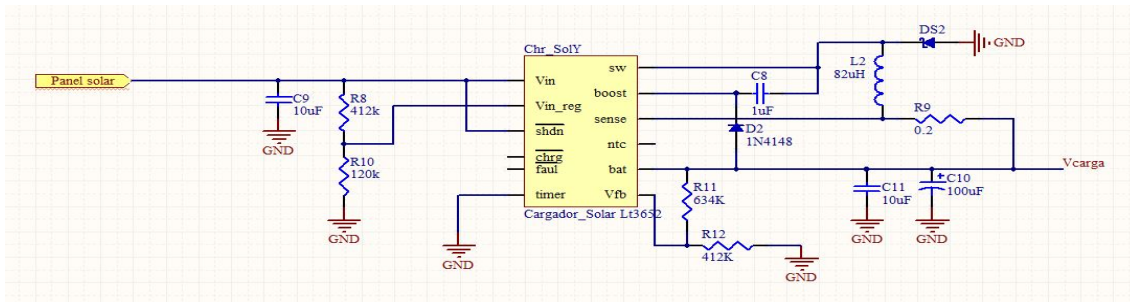 Chr_SolY
Panel solar
Vin
Vin_reg
shdn
chrg
faul
timer
sw
boost
sense
ntc
bat
Vfb
Cargador_Solar Lt3652
C9
10uF
GND
R8
412k
R10
120k
GND
GND
DS2
GND
L2
82uH
C8
1uF
D2
1N4148
R9
0.2
Vcarga
R11
634K
R12
412K
GND
C11
10uF
GND
C10
100uF
GND